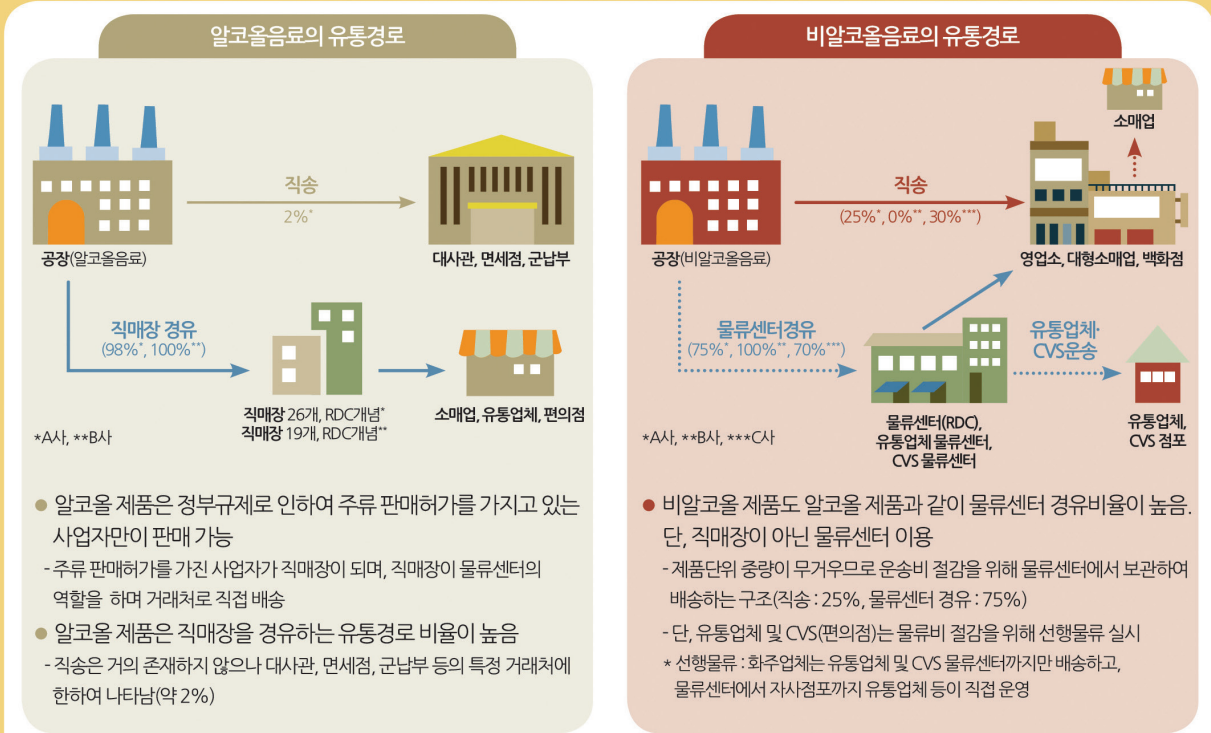 알코올음료의 유통경로
직송
2%*
공장(알코올음료)
대사관, 면세점, 군납부
직매장 경유
(98%*, 100%**)
직매장 26개, RDC개념*
직매장 19개, RDC개념**
소매업, 유통업체, 편의점
*A사, **B사
● 알코올 제품은 정부규제로 인하여 주류 판매허가를 가지고 있는
사업자만이 판매 가능
- 주류 판매허가를 가진 사업자가 직매장이 되며, 직매장이 물류센터의
역할을 하며 거래처로 직접 배송
● 알코올 제품은 직매장을 경유하는 유통경로 비율이 높음
- 직송은 거의 존재하지 않으나 대사관, 면세점, 군납부 등의 특정 거래처에
한하여 나타남(약 2%)
비알코올음료의 유통경로
소매업
직송
(25%*, 0%**, 30%***)
공장(비알코올음료)
영업소, 대형소매업, 백화점
물류센터경유
(75%*, 100%**, 70%***)
유통업체·
CVS운송
물류센터(RDC),
유통업체 물류센터,
CVS 물류센터
유통업체,
CVS 점포
*A사, **B사, ***C사
● 비알코올 제품도 알코올 제품과 같이 물류센터 경유비율이 높음.
단, 직매장이 아닌 물류센터 이용
- 제품단위 중량이 무거우므로 운송비 절감을 위해 물류센터에서 보관하여
배송하는 구조(직송 : 25%, 물류센터 경유 : 75%)
- 단, 유통업체 및 CVS(편의점)는 물류비 절감을 위해 선행물류 실시
* 선행물류 : 화주업체는 유통업체 및 CVS 물류센터까지만 배송하고,
물류센터에서 자사점포까지 유통업체 등이 직접 운영